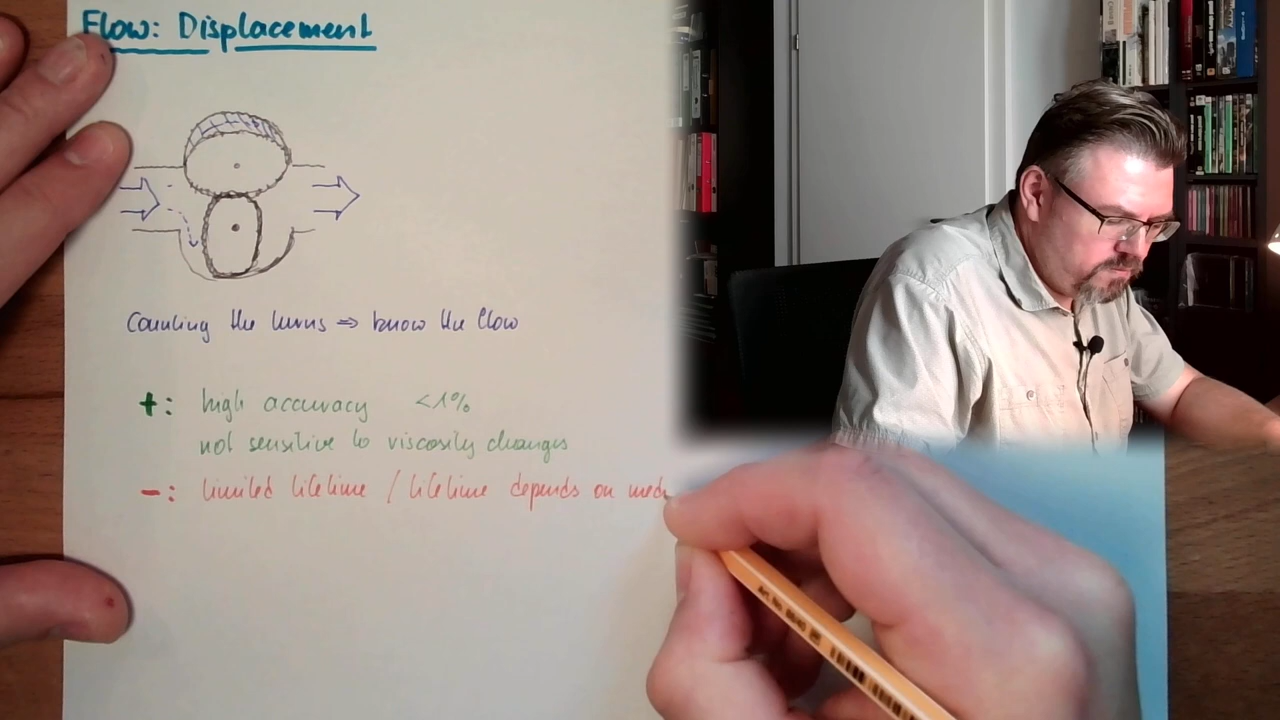 Flow: Displacement
Counting the turns ⇒ know the flow
+: high accuracy <1%
not sensitive to viscosity changes
-: limited lifetime / lifetime depends on med